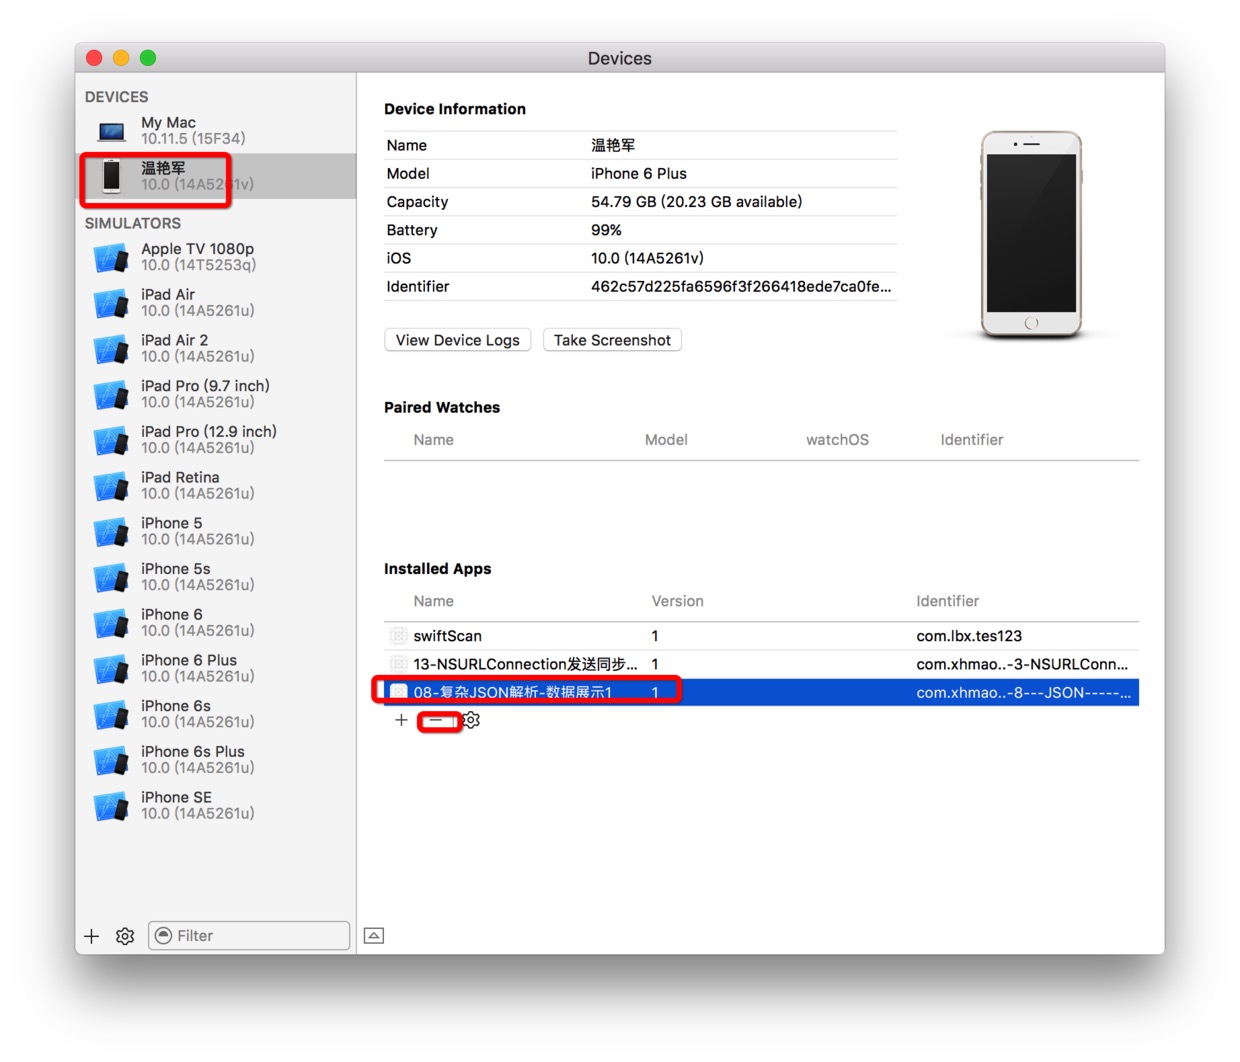 Devices
DEVICES
My Mac
10.11.5 (15F34)
温艳军
10.0 (14A5261v)
SIMULATORS
Apple TV 1080p
10.0 (14T5253q)
iPad Air
10.0 (14A5261u)
iPad Air 2
10.0 (14A5261u)
iPad Pro (9.7 inch)
10.0 (14A5261u)
iPad Pro (12.9 inch)
10.0 (14A5261u)
iPad Retina
10.0 (14A5261u)
iPhone 5
10.0 (14A5261u)
iPhone 5s
10.0 (14A5261u)
iPhone 6
10.0 (14A5261u)
iPhone 6 Plus
10.0 (14A5261u)
iPhone 6s
10.0 (14A5261u)
iPhone 6s Plus
10.0 (14A5261u)
iPhone SE
10.0 (14A5261u)
Filter
Device Information
Name 温艳军
Model iPhone 6 Plus
Capacity 54.79 GB (20.23 GB available)
Battery 99%
iOS 10.0 (14A5261v)
Identifier 462c57d225fa6596f3f266418ede7ca0fe...
View Device Logs Take Screenshot
Paired Watches
Name Model watchOS Identifier
Installed Apps
Name Version Identifier
swiftScan 1 com.lbx.tes123
13-NSURLConnection发送同步... 1 com.xhmao..-3-NSURLConn...
08-复杂JSON解析-数据展示1 1 com.xhmao..-8---JSON-----...